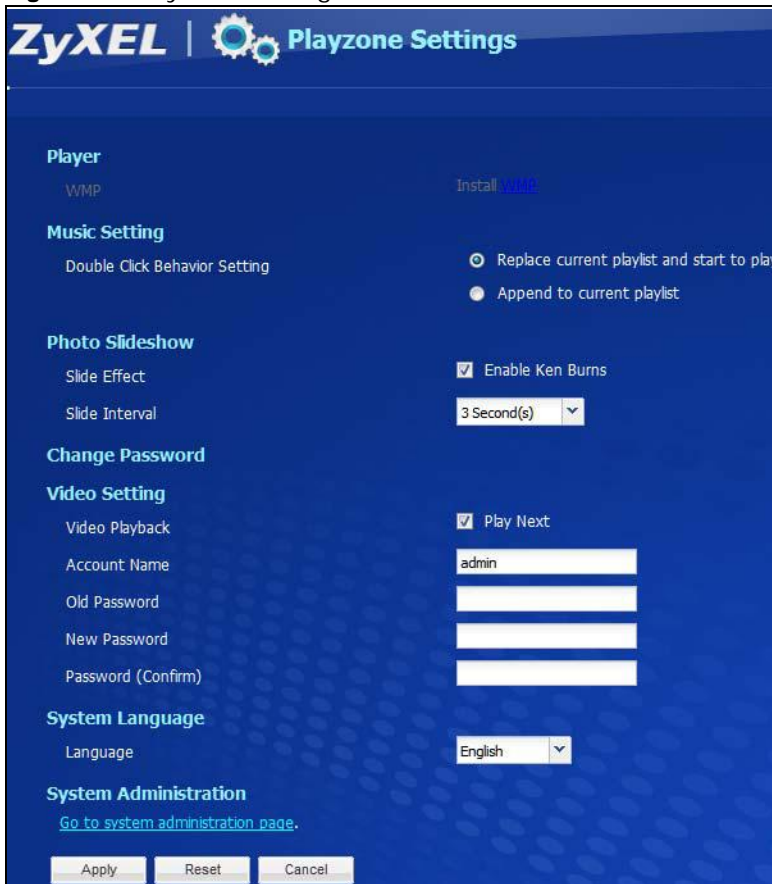 ZyXEL | Playzone Settings
Player
WMP Install WMP
Music Setting
Double Click Behavior Setting Replace current playlist and start to play
Append to current playlist
Photo Slideshow
Slide Effect Enable Ken Burns
Slide Interval 3 Second(s)
Change Password
Video Setting
Video Playback Play Next
Account Name admin
Old Password
New Password
Password (Confirm)
System Language
Language English
System Administration
Go to system administration page.
Apply Reset Cancel